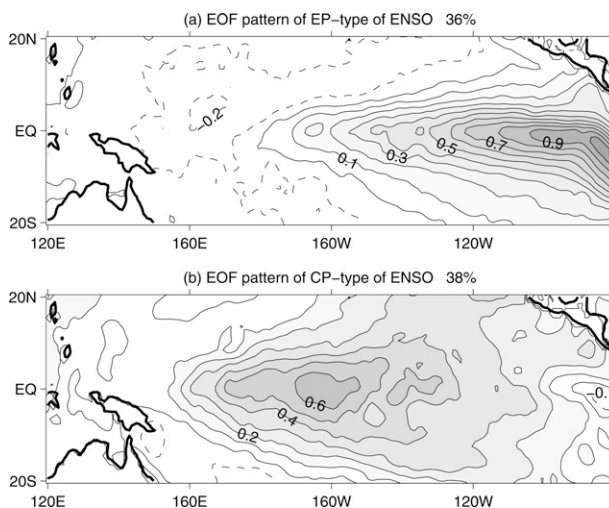 (a) EOF pattern of EP-type of ENSO 36%
20N
-0.2
EQ
0.1 0.3 0.5 0.7 0.9
20S
120E 160E 160W 120W
(b) EOF pattern of CP-type of ENSO 38%
20N
EQ
0.2 0.4 0.6
20S
120E 160E 160W 120W